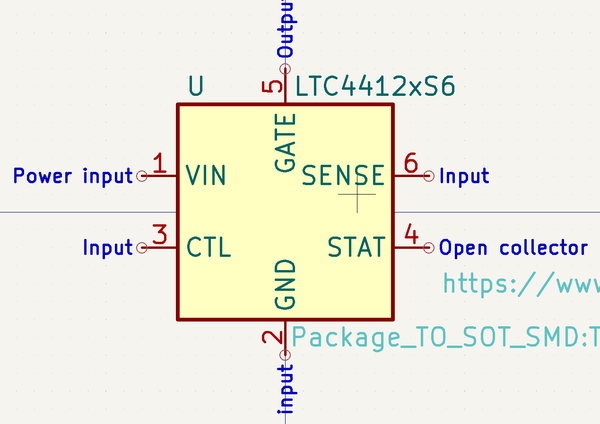 Outpu
5
U
LTC4412xS6
GATE
Power input
1
VIN
SENSE
6
Input
Input
3
CTL
STAT
4
Open collector
GND
https://www
2
Package_TO_SOT_SMD:T
input